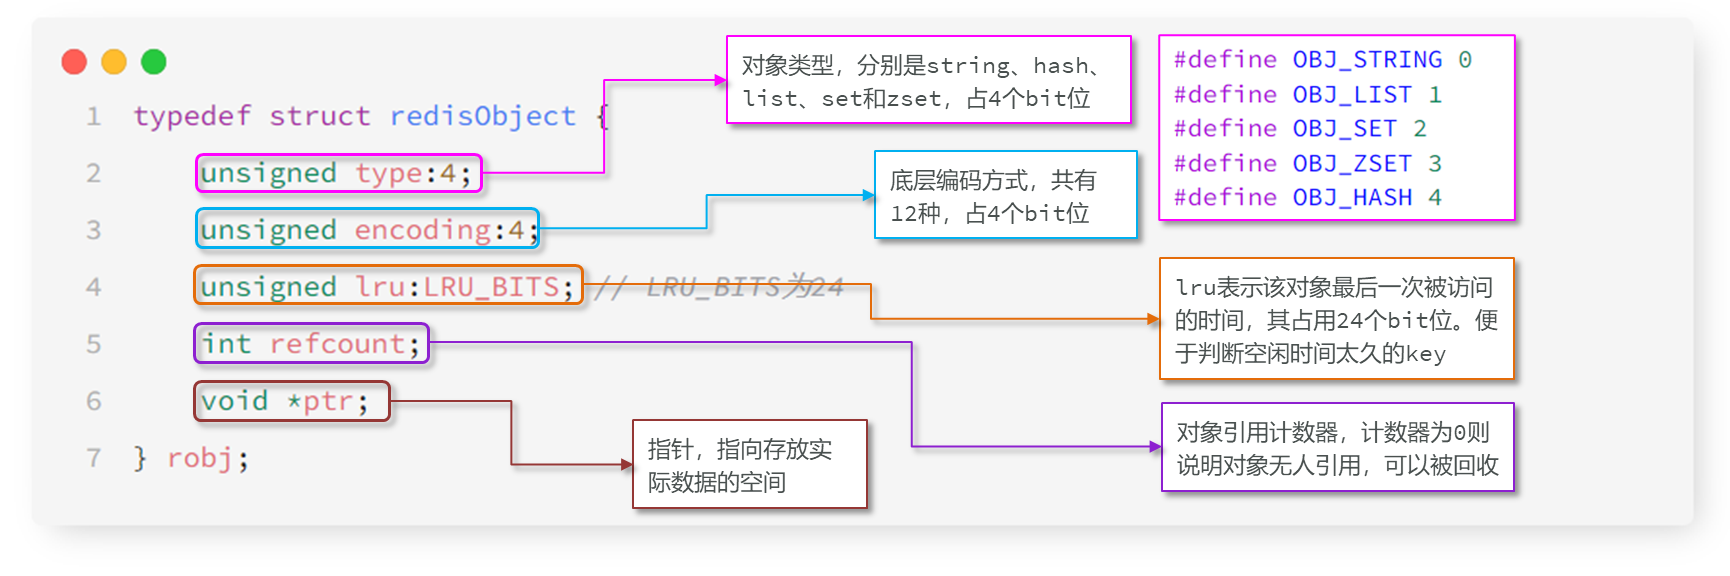 1 typedef struct redisObject {
2 unsigned type:4;
3 unsigned encoding:4;
4 unsigned lru:LRU_BITS; // LRU_BITS为24
5 int refcount;
6 void *ptr;
7 } robj;
对象类型，分别是string、hash、
list、set和zset，占4个bit位
#define OBJ_STRING 0
#define OBJ_LIST 1
#define OBJ_SET 2
#define OBJ_ZSET 3
#define OBJ_HASH 4
底层编码方式，共有
12种，占4个bit位
lru表示该对象最后一次被访问
的时间，其占用24个bit位。便
于判断空闲时间太久的key
对象引用计数器，计数器为0则
说明对象无人引用，可以被回收
指针，指向存放实
际数据的空间